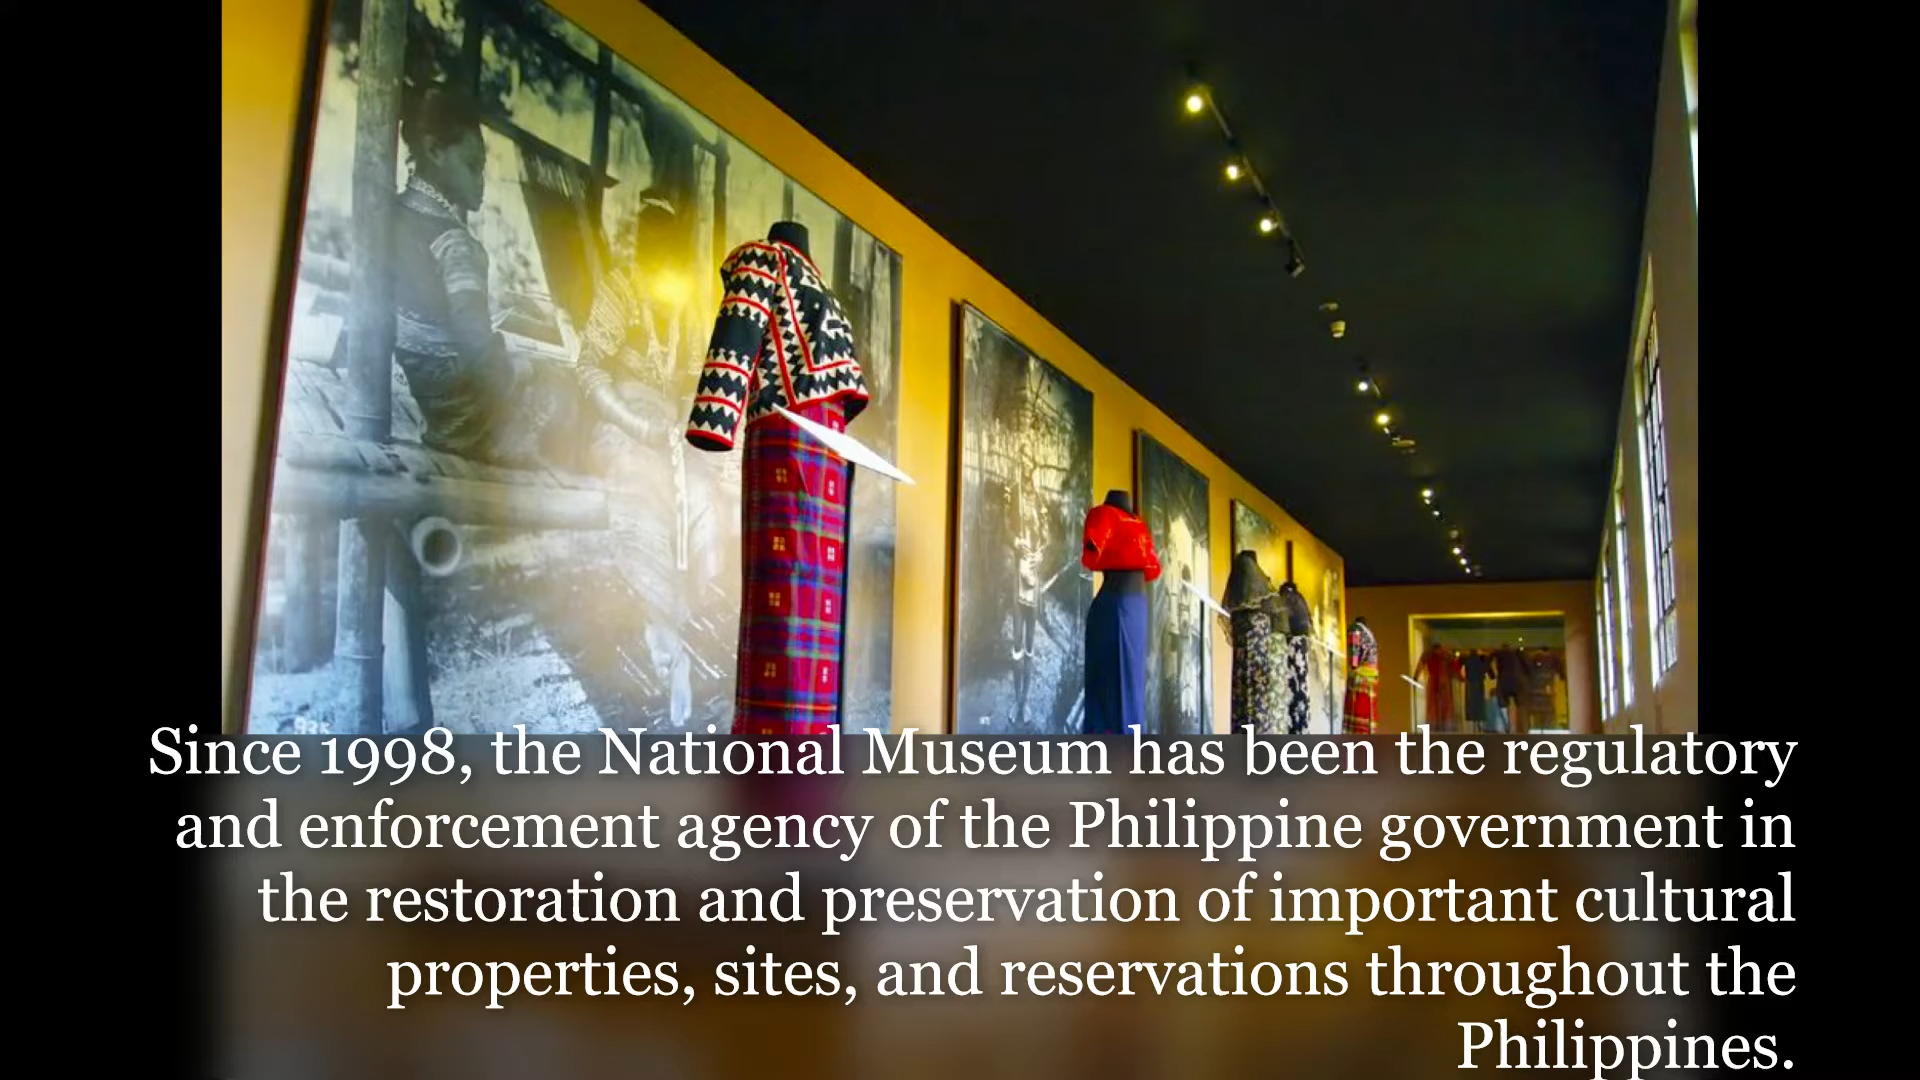 Since 1998, the National Museum has been the regulatory
and enforcement agency of the Philippine government in
the restoration and preservation of important cultural
properties, sites, and reservations throughout the
Philippines.